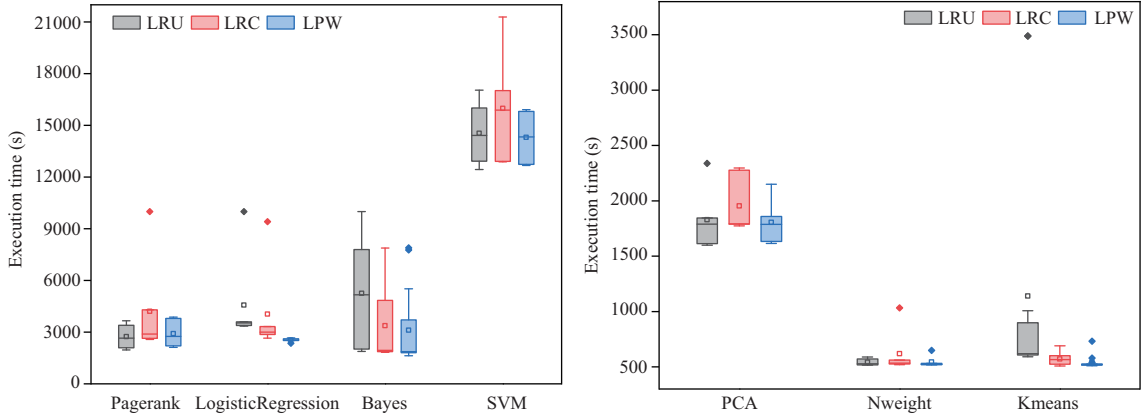 21000
18000
15000
12000
9000
6000
3000
0
Execution time (s)
LRU LRC LPW
Pagerank LogisticRegression Bayes SVM
3500
3000
2500
2000
1500
1000
500
Execution time (s)
LRU LRC LPW
PCA Nweight Kmeans